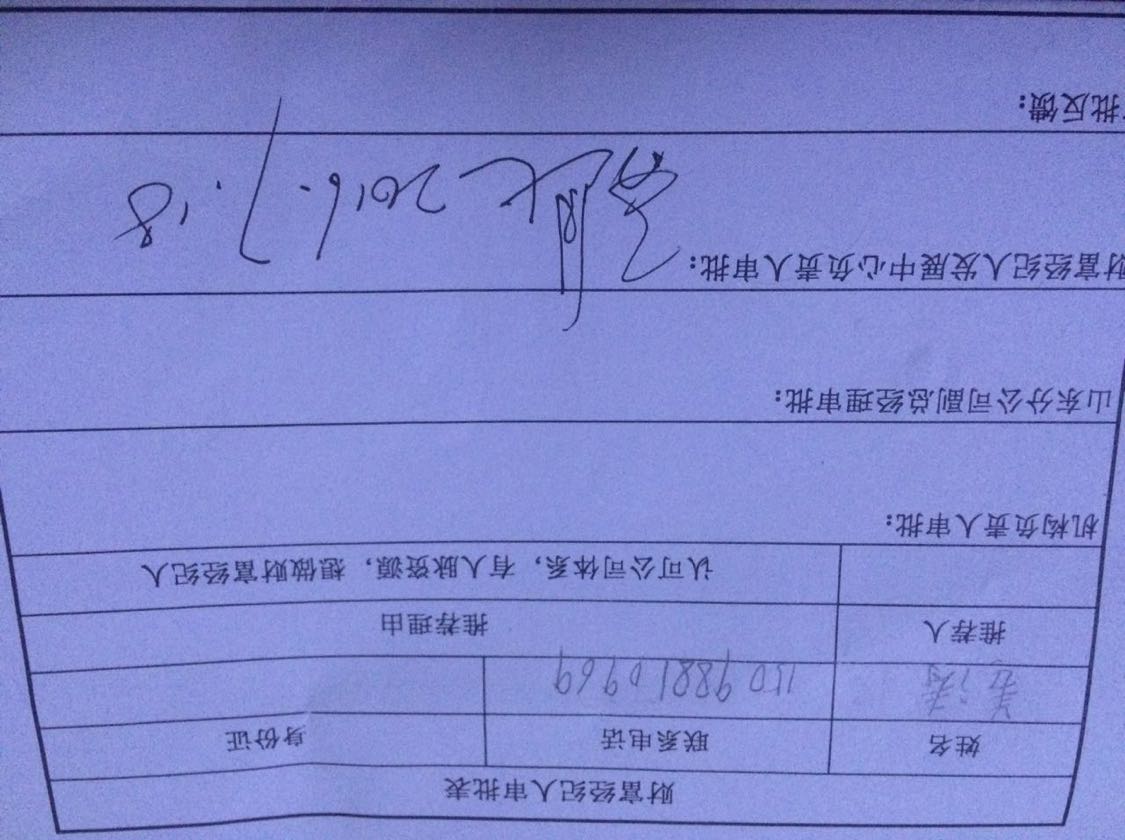 财富经纪人审批表
姓名 联系电话 身份证
15098810969
推荐人 推荐理由
认可公司体系，有人脉资源，想做财富经纪人
机构负责人审批：
山东分公司副总经理审批：
财富经纪人发展中心负责人审批：
2016.7.18
批反馈：